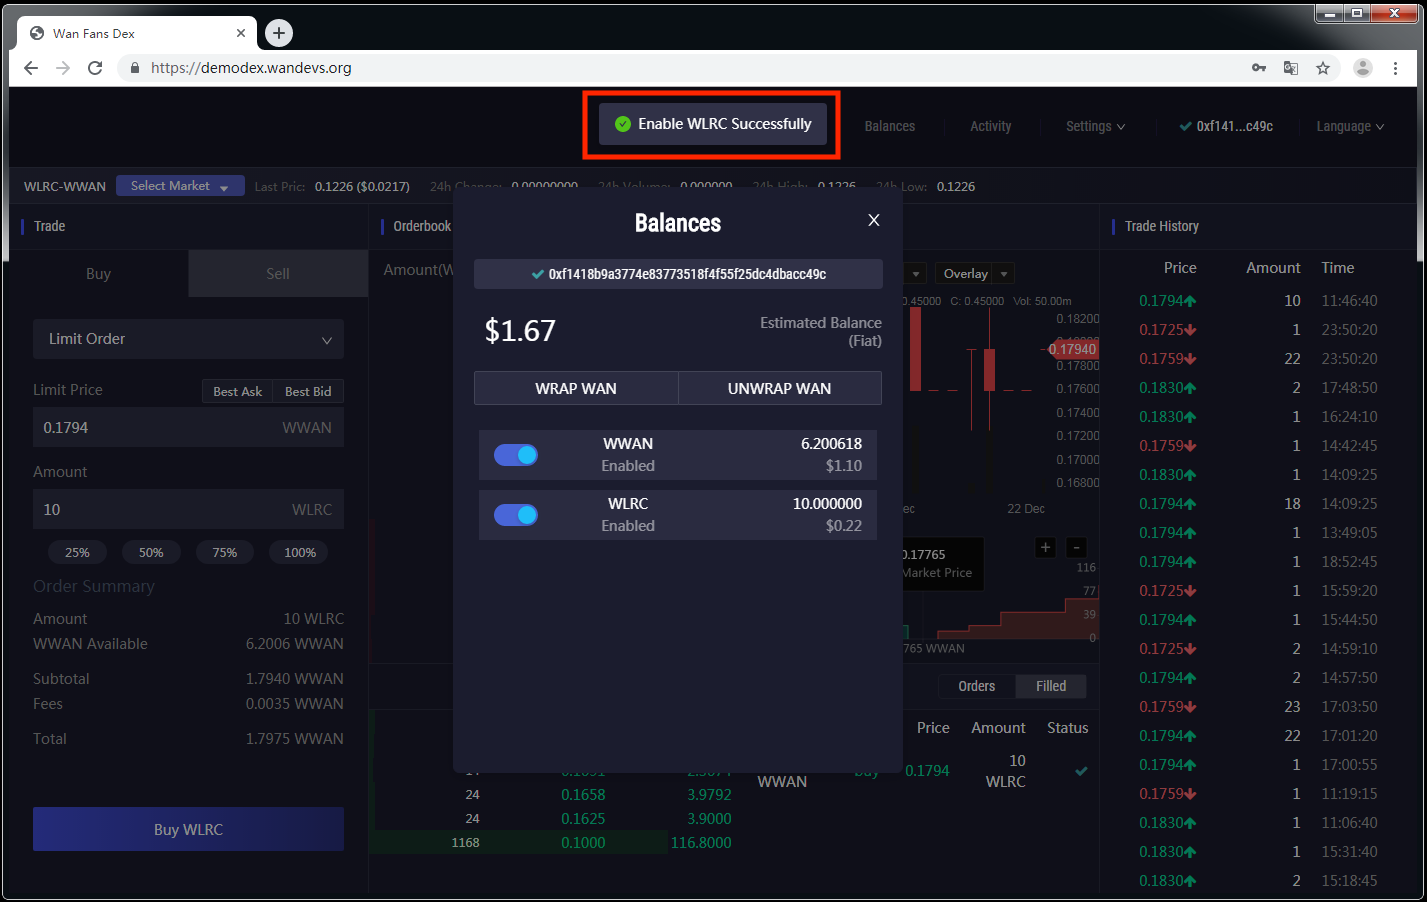 Wan Fans Dex
https://demodex.wandevs.org
Enable WLRC Successfully
Balances
Activity
Settings
0xf141...c49c
Language
WLRC-WWAN
Select Market
Last Pric: 0.1226 ($0.0217)
24h Change: 0.00000000
24h Volume: 0.000000
24h High: 0.1226
24h Low: 0.1226
Trade
Buy
Sell
Limit Order
Limit Price
Best Ask
Best Bid
0.1794
WWAN
Amount
10
WLRC
25%
50%
75%
100%
Order Summary
Amount 10 WLRC
WWAN Available 6.2006 WWAN
Subtotal 1.7940 WWAN
Fees 0.0035 WWAN
Total 1.7975 WWAN
Buy WLRC
Orderbook
Amount(W
24 0.1658 3.9792
24 0.1625 3.9000
1168 0.1000 116.8000
Balances
0xf1418b9a3774e83773518f4f55f25dc4dbacc49c
$1.67
Estimated Balance
(Fiat)
WRAP WAN
UNWRAP WAN
WWAN 6.200618
Enabled $1.10
WLRC 10.000000
Enabled $0.22
Overlay
0.45000 C: 0.45000 Vol: 50.00m
0.18200
0.17940
0.17800
0.17600
0.17400
0.17200
0.17000
0.16800
ec
22 Dec
0.17765
Market Price
+
-
116
77
39
0
765 WWAN
Orders
Filled
Price Amount Status
WWAN Buy 0.1794 10
WLRC
Trade History
Price Amount Time
0.1794 10 11:46:40
0.1725 1 23:50:20
0.1759 22 23:50:20
0.1830 2 17:48:50
0.1830 1 16:24:10
0.1759 1 14:42:45
0.1830 1 14:09:25
0.1794 18 14:09:25
0.1794 1 13:49:05
0.1794 1 18:52:45
0.1725 1 15:59:20
0.1794 1 15:44:50
0.1725 2 14:59:10
0.1794 2 14:57:50
0.1759 23 17:03:50
0.1794 22 17:01:20
0.1794 1 17:00:55
0.1759 1 11:19:15
0.1830 1 11:06:40
0.1830 1 15:31:40
0.1830 2 15:18:45